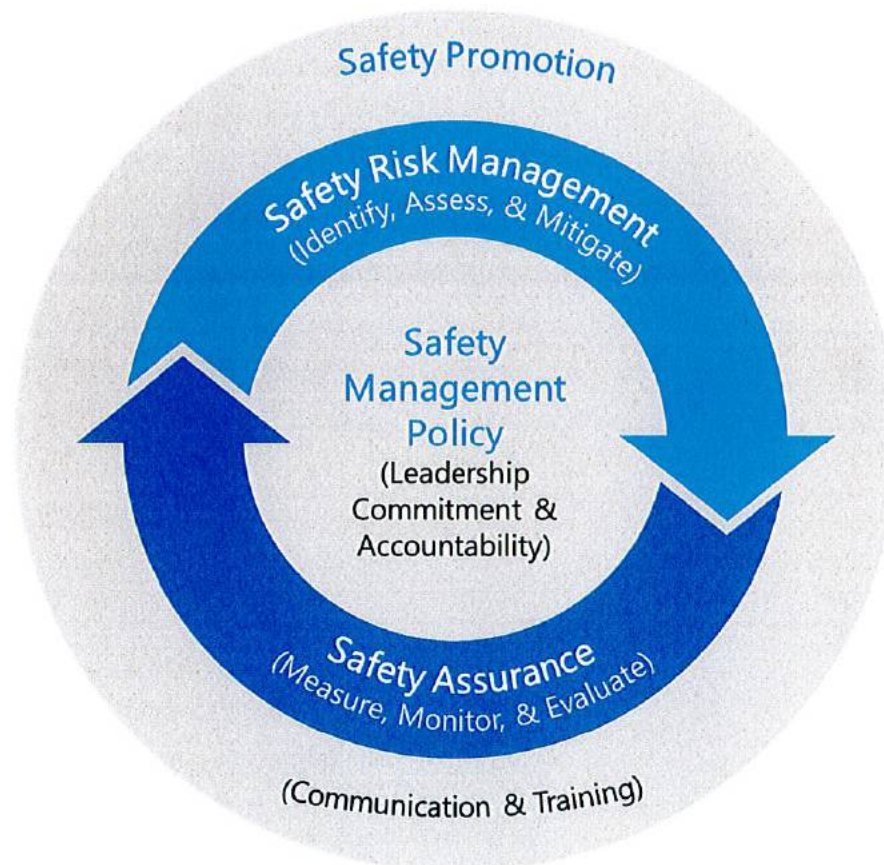 Safety Promotion
Safety Risk Management
(Identify, Assess, & Mitigate)
Safety
Management
Policy
(Leadership
Commitment &
Accountability)
Safety Assurance
(Measure, Monitor, & Evaluate)
(Communication & Training)